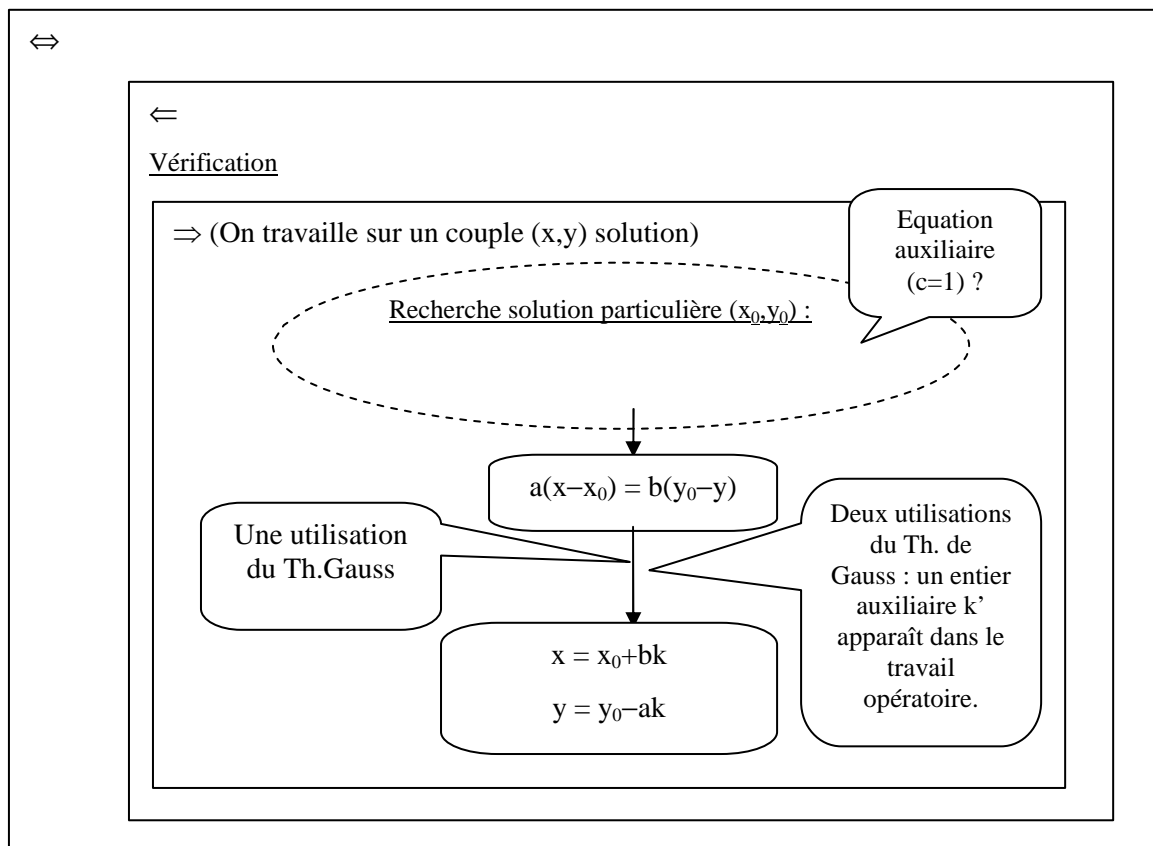 ⇔
⇐
Vérification
⇒ (On travaille sur un couple (x,y) solution)
Equation
auxiliaire
(c=1) ?
Recherche solution particulière (x₀,y₀) :
a(x−x₀) = b(y₀−y)
Une utilisation
du Th.Gauss
Deux utilisations
du Th. de
Gauss : un entier
auxiliaire k’
apparaît dans le
travail
opératoire.
x = x₀+bk
y = y₀−ak